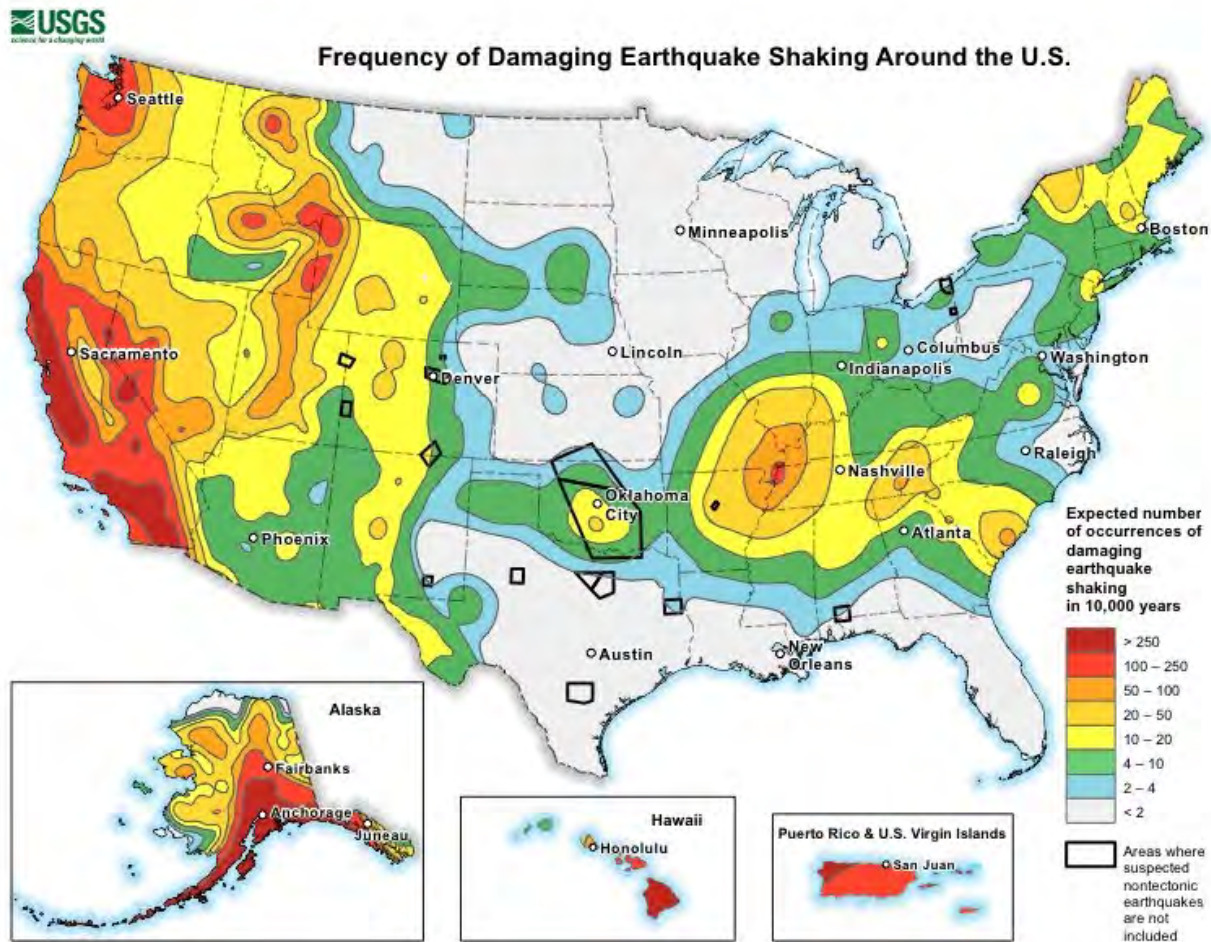 USGS
science for a changing world
Frequency of Damaging Earthquake Shaking Around the U.S.
Seattle
Minneapolis
Boston
Sacramento
Lincoln
Columbus
Washington
Denver
Indianapolis
Raleigh
Nashville
Oklahoma
City
Phoenix
Atlanta
Austin
New
Orleans
Expected number
of occurrences of
damaging
earthquake
shaking
in 10,000 years
> 250
100 – 250
50 – 100
20 – 50
10 – 20
4 – 10
2 – 4
< 2
Areas where
suspected
nontectonic
earthquakes
are not
included
Alaska
Fairbanks
Anchorage
Juneau
Hawaii
Honolulu
Puerto Rico & U.S. Virgin Islands
San Juan